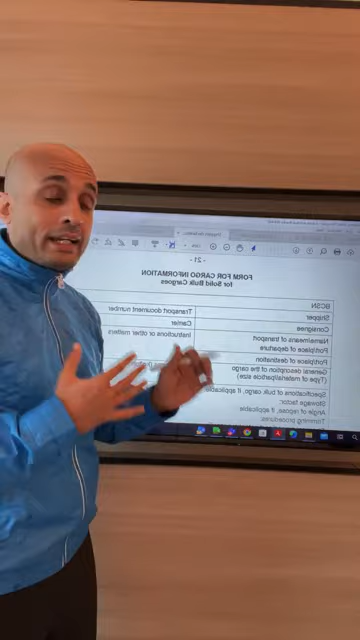 - 21 -
FORM FOR CARGO INFORMATION
for Solid Bulk Cargoes
BCSN
Shipper
Transport document number
Consignee
Carrier
Name/means of transport
Instructions or other matters
Port/place of departure
Port/place of destination
General description of the cargo
(Type of material/particle size)
Specifications of bulk cargo, if applicable
Stowage factor:
Angle of repose, if applicable:
Trimming procedures: